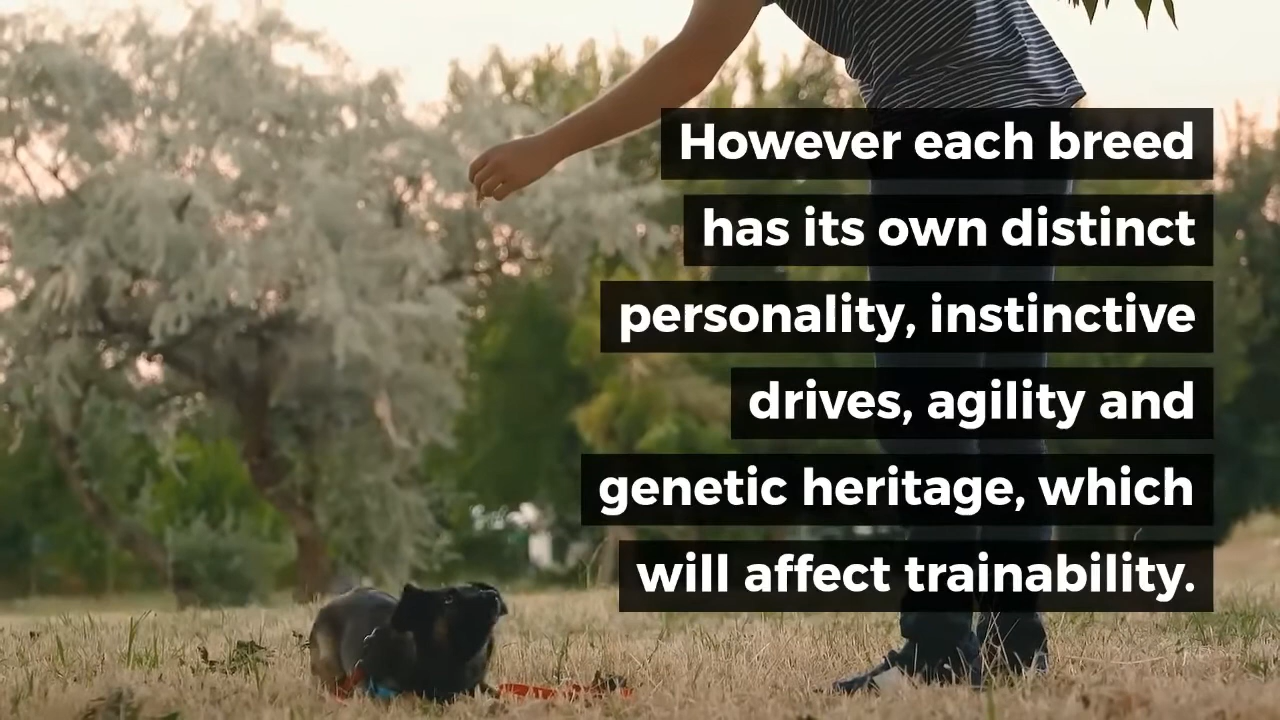 However each breed
has its own distinct
personality, instinctive
drives, agility and
genetic heritage, which
will affect trainability.